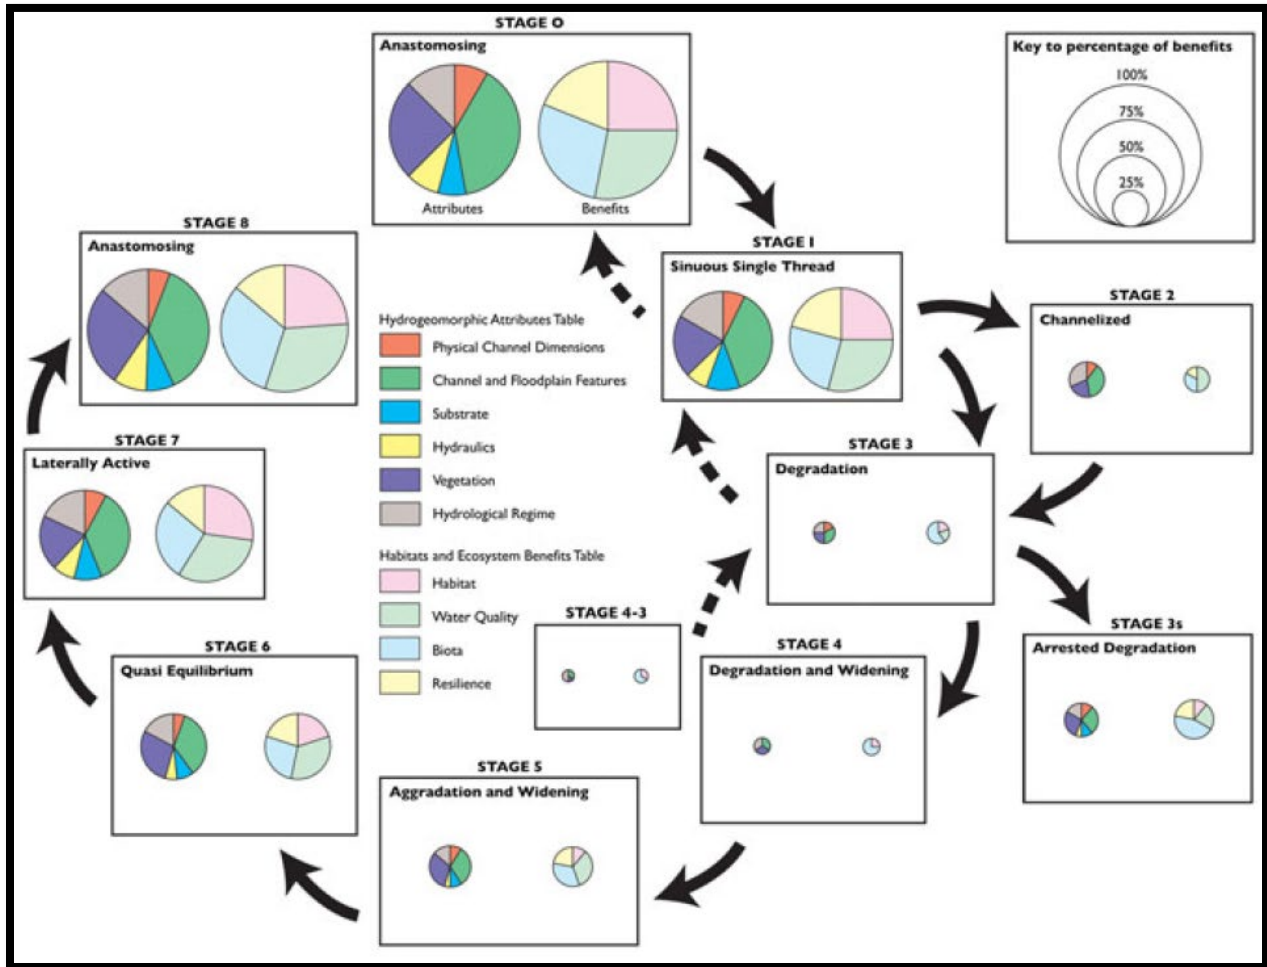 STAGE 0
Anastomosing
Attributes
Benefits
Key to percentage of benefits
100%
75%
50%
25%
STAGE 8
Anastomosing
STAGE 1
Sinuous Single Thread
STAGE 2
Channelized
Hydrogeomorphic Attributes Table
Physical Channel Dimensions
Channel and Floodplain Features
Substrate
Hydraulics
Vegetation
Hydrological Regime
Habitats and Ecosystem Benefits Table
Habitat
Water Quality
Biota
Resilience
STAGE 7
Laterally Active
STAGE 3
Degradation
STAGE 4-3
STAGE 3s
Arrested Degradation
STAGE 6
Quasi Equilibrium
STAGE 4
Degradation and Widening
STAGE 5
Aggradation and Widening